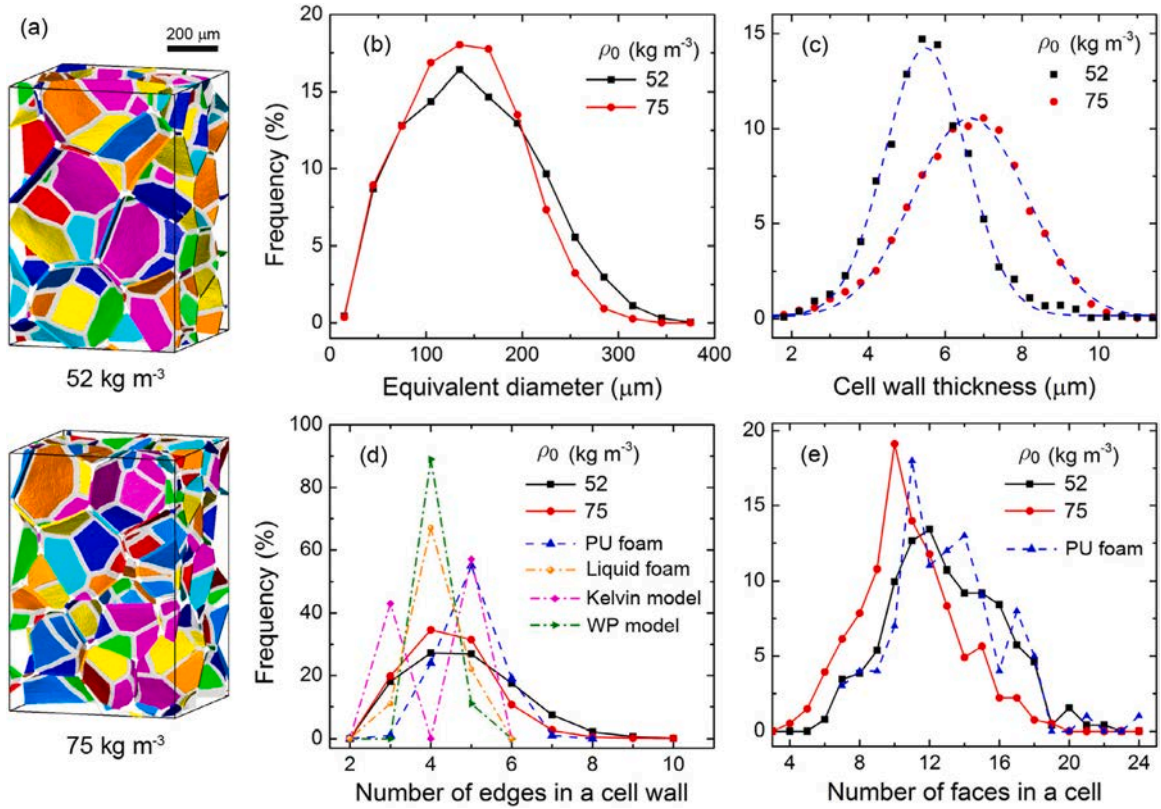 (a)
200 μm
52 kg m⁻³
75 kg m⁻³
(b)
ρ₀ (kg m⁻³)
52
75
20
15
10
5
0
0
100
200
300
400
Frequency (%)
Equivalent diameter (μm)
(c)
ρ₀ (kg m⁻³)
52
75
15
10
5
0
2
4
6
8
10
Cell wall thickness (μm)
(d)
ρ₀ (kg m⁻³)
52
75
PU foam
Liquid foam
Kelvin model
WP model
100
80
60
40
20
0
2
4
6
8
10
Frequency (%)
Number of edges in a cell wall
(e)
ρ₀ (kg m⁻³)
52
75
PU foam
20
15
10
5
0
4
8
12
16
20
24
Number of faces in a cell